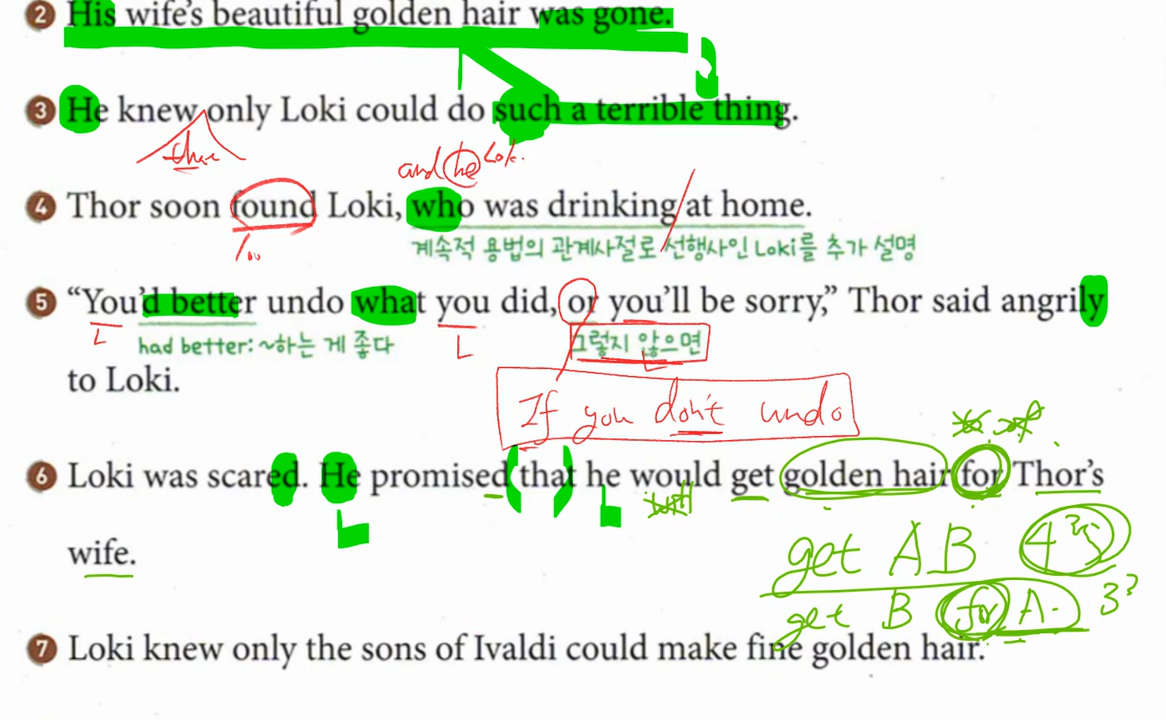 2 His wife's beautiful golden hair was gone.
3 He knew only Loki could do such a terrible thing.
and he Loki.
4 Thor soon found Loki, who was drinking at home.
계속적 용법의 관계사절로 선행사인 Loki를 추가 설명
5 "You'd better undo what you did, or you'll be sorry," Thor said angrily
had better: ~하는 게 좋다
그렇지 않으면
to Loki.
If you don't undo
6 Loki was scared. He promised that he would get golden hair for Thor's
will
wife.
get A B 4형
get B for A. 3형
7 Loki knew only the sons of Ivaldi could make fine golden hair.